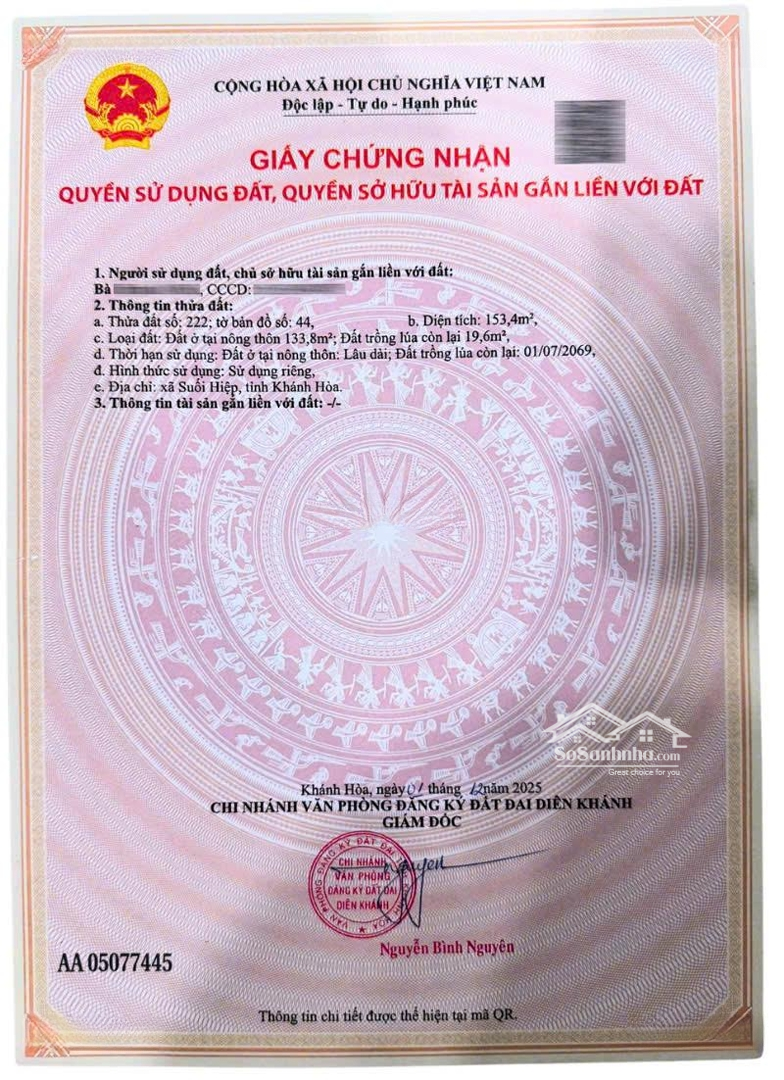 CỘNG HÒA XÃ HỘI CHỦ NGHĨA VIỆT NAM
Độc lập - Tự do - Hạnh phúc
GIẤY CHỨNG NHẬN
QUYỀN SỬ DỤNG ĐẤT, QUYỀN SỞ HỮU TÀI SẢN GẮN LIỀN VỚI ĐẤT
1. Người sử dụng đất, chủ sở hữu tài sản gắn liền với đất:
Bà , CCCD:
2. Thông tin thửa đất:
a. Thửa đất số: 222; tờ bản đồ số: 44, b. Diện tích: 153,4m²,
c. Loại đất: Đất ở tại nông thôn 133,8m²; Đất trồng lúa còn lại 19,6m²,
d. Thời hạn sử dụng: Đất ở tại nông thôn: Lâu dài; Đất trồng lúa còn lại: 01/07/2069,
đ. Hình thức sử dụng: Sử dụng riêng,
e. Địa chỉ: xã Suối Hiệp, tỉnh Khánh Hòa.
3. Thông tin tài sản gắn liền với đất: -/-
SoSanhnha.com
Great choice for you
Khánh Hòa, ngày 01 tháng 12 năm 2025
CHI NHÁNH VĂN PHÒNG ĐĂNG KÝ ĐẤT ĐAI DIÊN KHÁNH
GIÁM ĐỐC
CHI NHÁNH
VĂN PHÒNG
ĐĂNG KÝ ĐẤT ĐAI
DIÊN KHÁNH
Nguyễn Bình Nguyên
AA 05077445
Thông tin chi tiết được thể hiện tại mã QR.